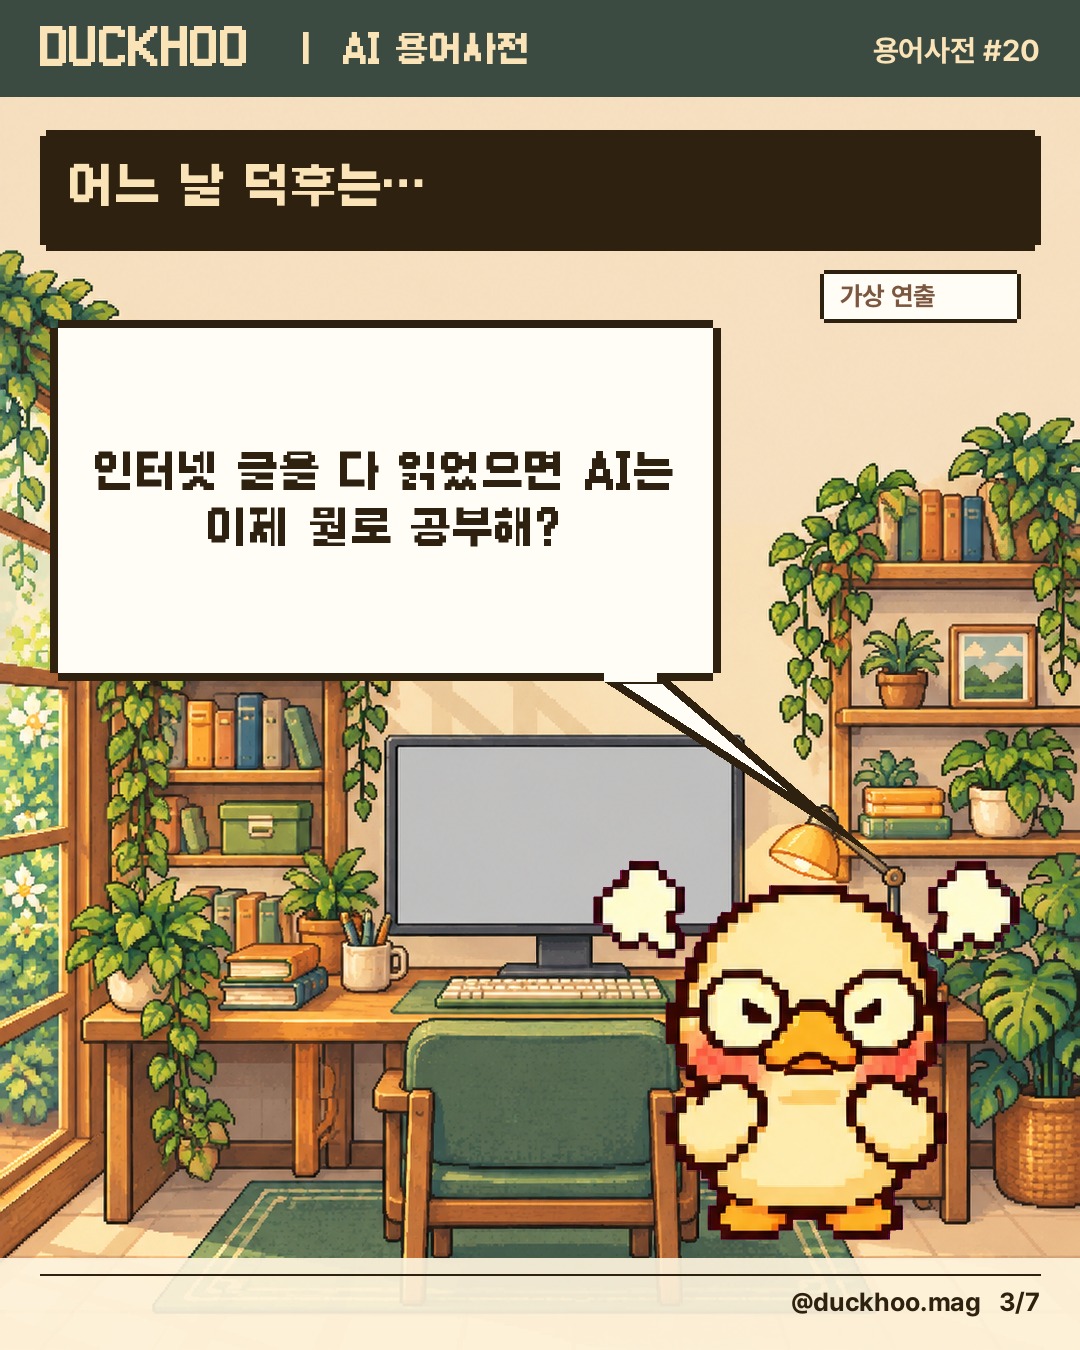 DUCKHOO | AI 용어사전
용어사전 #20
어느 날 덕후는…
가상 연출
인터넷 글을 다 읽었으면 AI는
이제 뭘로 공부해?
@duckhoo.mag 3/7